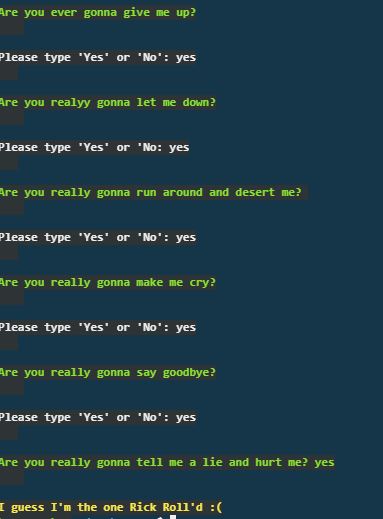 Are you ever gonna give me up?
Please type 'Yes' or 'No': yes
Are you realyy gonna let me down?
Please type 'Yes' or 'No: yes
Are you really gonna run around and desert me?
Please type 'Yes' or 'No': yes
Are you really gonna make me cry?
Please type 'Yes' or 'No': yes
Are you really gonna say goodbye?
Please type 'Yes' or 'No': yes
Are you really gonna tell me a lie and hurt me? yes
I guess I'm the one Rick Roll'd :(